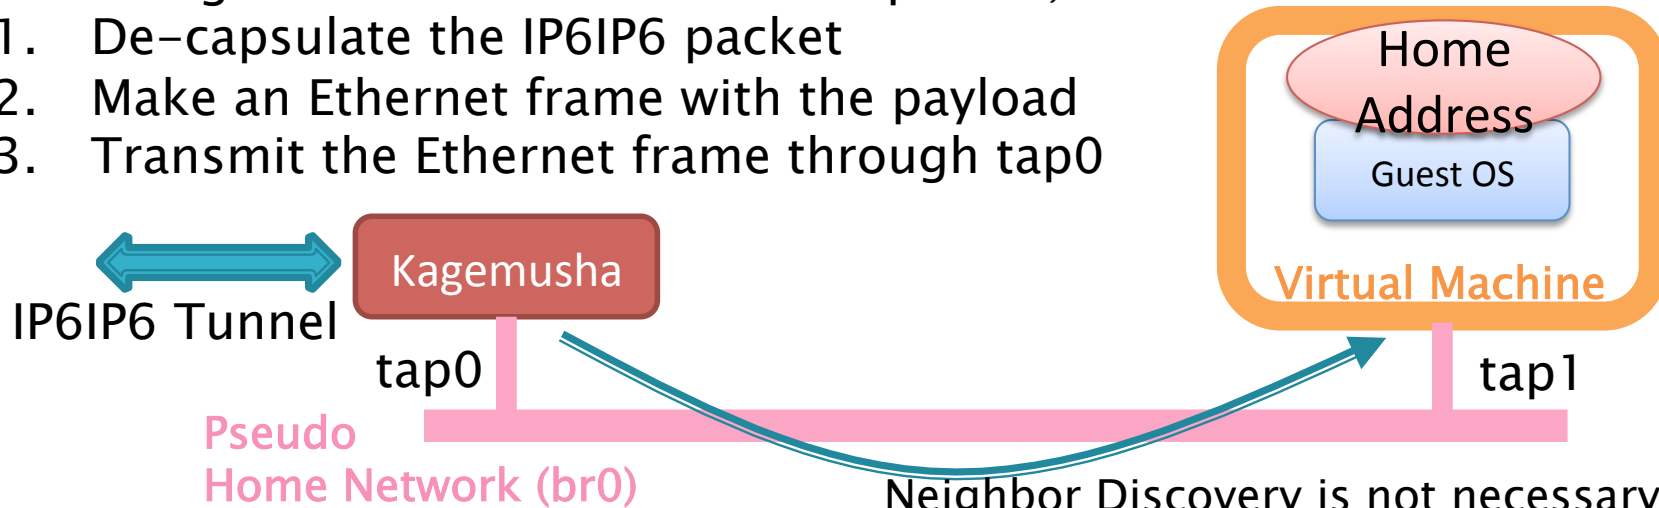 1. De-capsulate the IP6IP6 packet
2. Make an Ethernet frame with the payload
3. Transmit the Ethernet frame through tap0
Home
Address
Guest OS
Virtual Machine
Kagemusha
IP6IP6 Tunnel
tap0
tap1
Pseudo
Home Network (br0)
Neighbor Discovery is not necessary